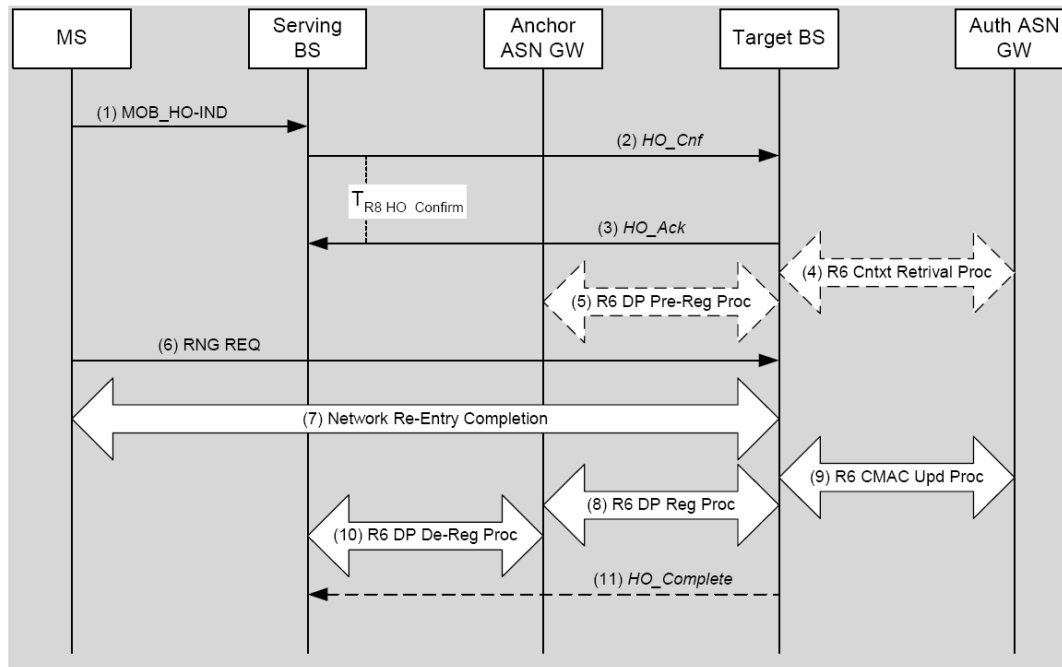 MS
Serving
BS
Anchor
ASN GW
Target BS
Auth ASN
GW
(1) MOB_HO-IND
(2) HO_Cnf
T R8 HO Confirm
(3) HO_Ack
(4) R6 Cntxt Retrival Proc
(5) R6 DP Pre-Reg Proc
(6) RNG REQ
(7) Network Re-Entry Completion
(9) R6 CMAC Upd Proc
(8) R6 DP Reg Proc
(10) R6 DP De-Reg Proc
(11) HO_Complete